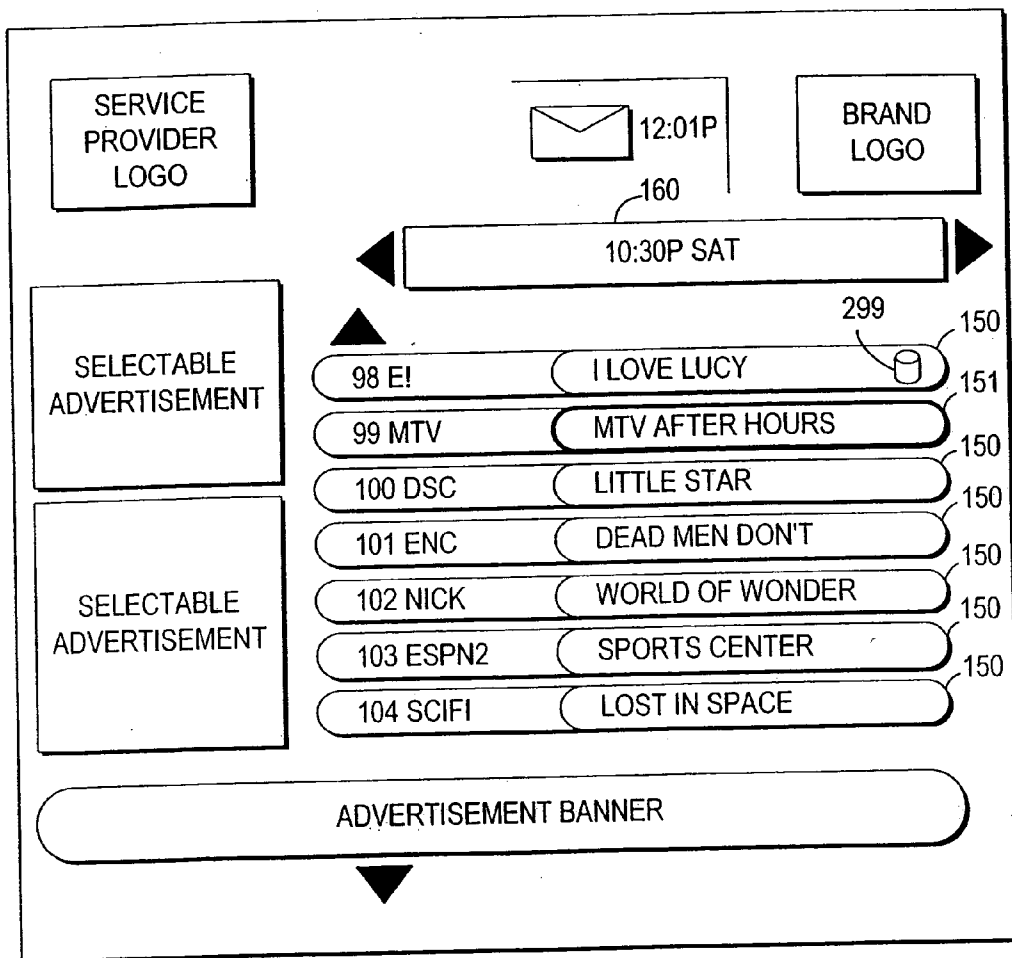 SERVICE
PROVIDER
LOGO
12:01P
BRAND
LOGO
160
10:30P SAT
299
SELECTABLE
ADVERTISEMENT
98 E! I LOVE LUCY 150
99 MTV MTV AFTER HOURS 151
100 DSC LITTLE STAR 150
101 ENC DEAD MEN DON'T 150
102 NICK WORLD OF WONDER 150
103 ESPN2 SPORTS CENTER 150
104 SCIFI LOST IN SPACE 150
SELECTABLE
ADVERTISEMENT
ADVERTISEMENT BANNER